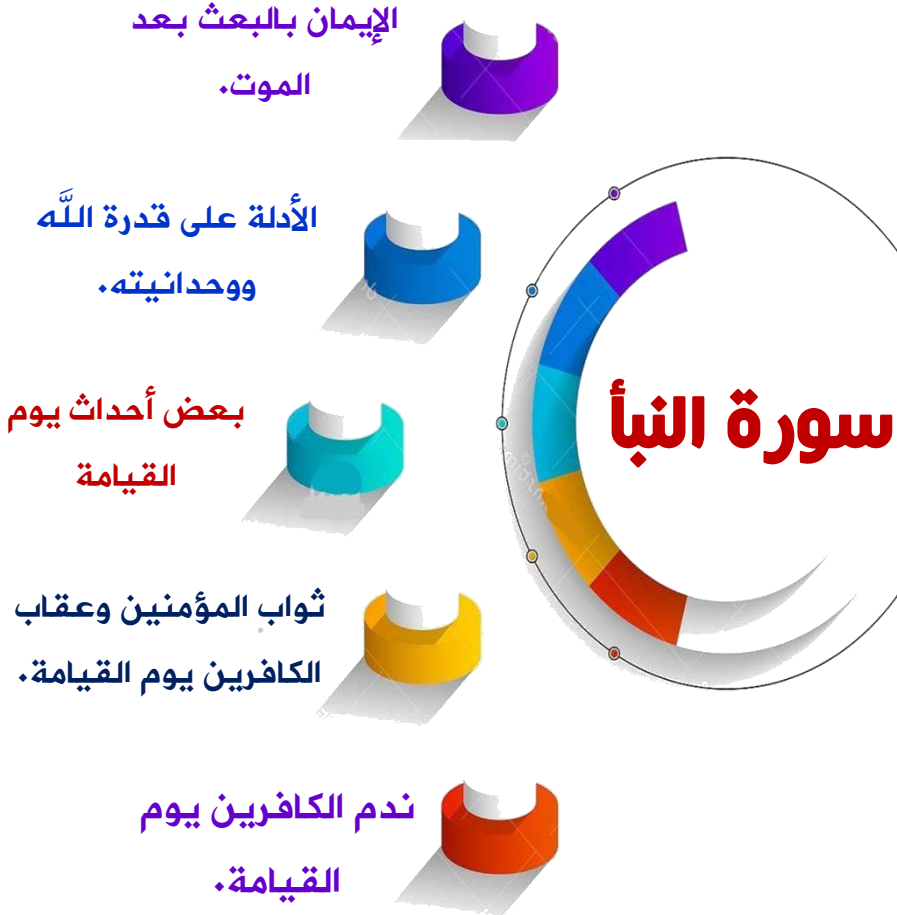 سورة النبأ
الإيمان بالبعث بعد
الموت.
الأدلة على قدرة اللَّه
ووحدانيته.
بعض أحداث يوم
القيامة
ثواب المؤمنين وعقاب
الكافرين يوم القيامة.
ندم الكافرين يوم
القيامة.